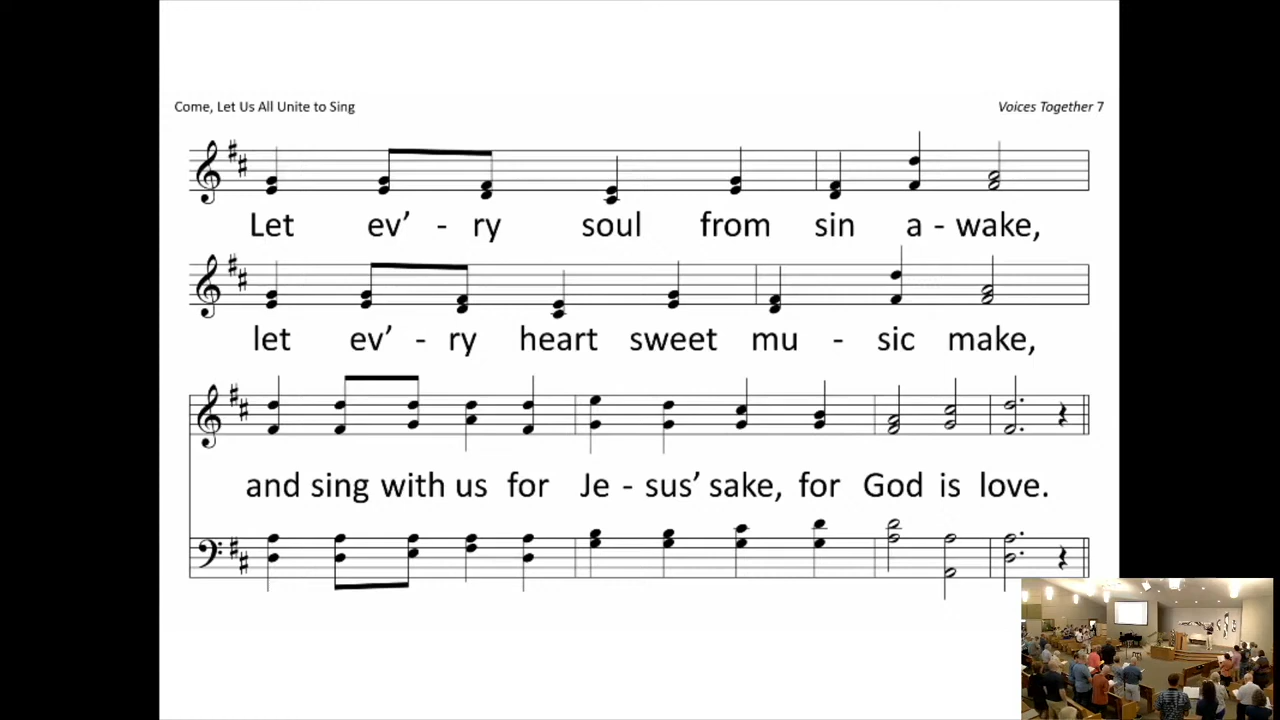 Come, Let Us All Unite to Sing
Voices Together 7
Let ev’ - ry soul from sin a - wake,
let ev’ - ry heart sweet mu - sic make,
and sing with us for Je - sus’ sake, for God is love.